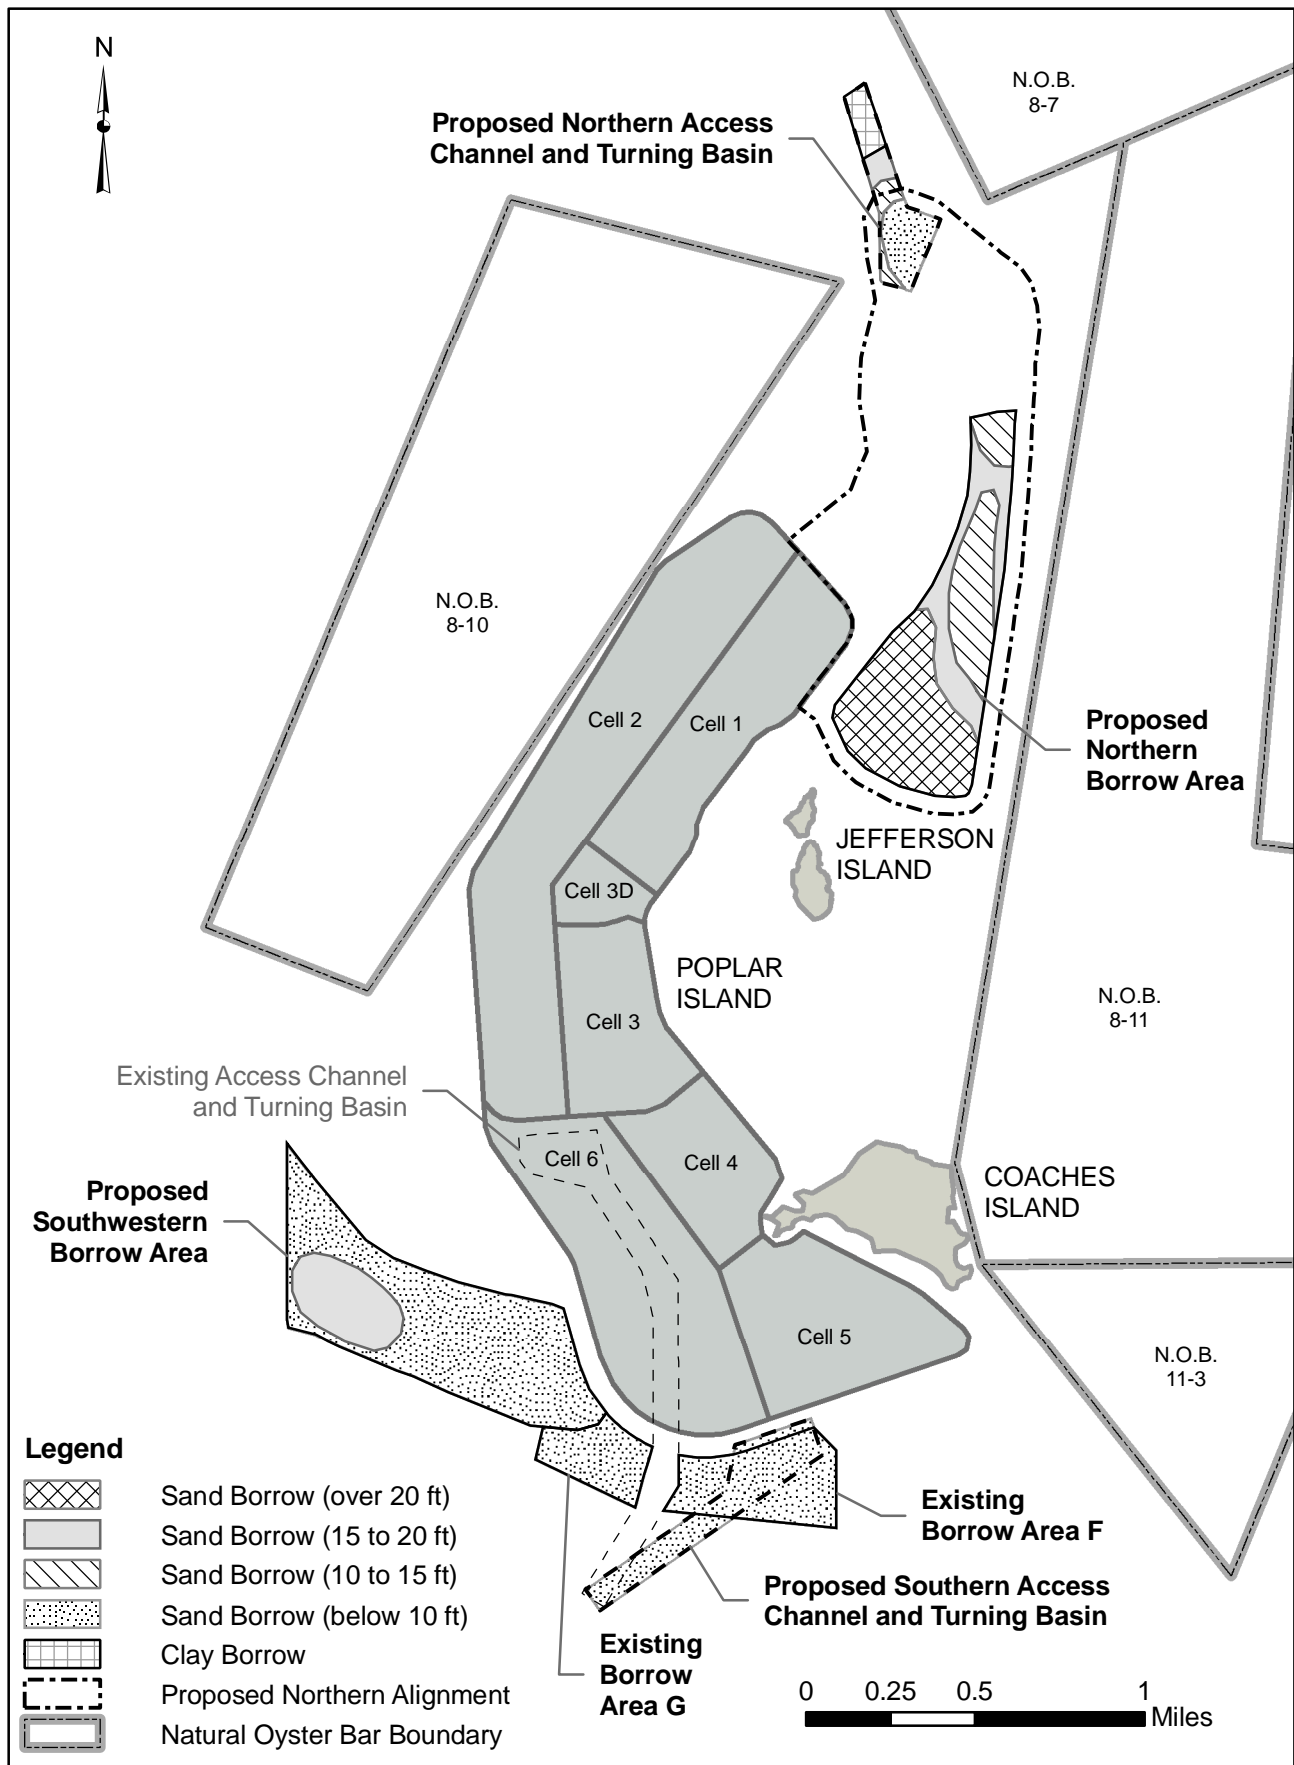 N
N.O.B.
8-7
Proposed Northern Access
Channel and Turning Basin
N.O.B.
8-10
Cell 2
Cell 1
Proposed
Northern
Borrow Area
JEFFERSON
ISLAND
Cell 3D
POPLAR
ISLAND
N.O.B.
8-11
Cell 3
Existing Access Channel
and Turning Basin
Cell 6
Cell 4
COACHES
ISLAND
Proposed
Southwestern
Borrow Area
Cell 5
N.O.B.
11-3
Legend
Sand Borrow (over 20 ft)
Sand Borrow (15 to 20 ft)
Sand Borrow (10 to 15 ft)
Sand Borrow (below 10 ft)
Clay Borrow
Proposed Northern Alignment
Natural Oyster Bar Boundary
Existing
Borrow Area F
Proposed Southern Access
Channel and Turning Basin
Existing
Borrow
Area G
0 0.25 0.5 1
Miles